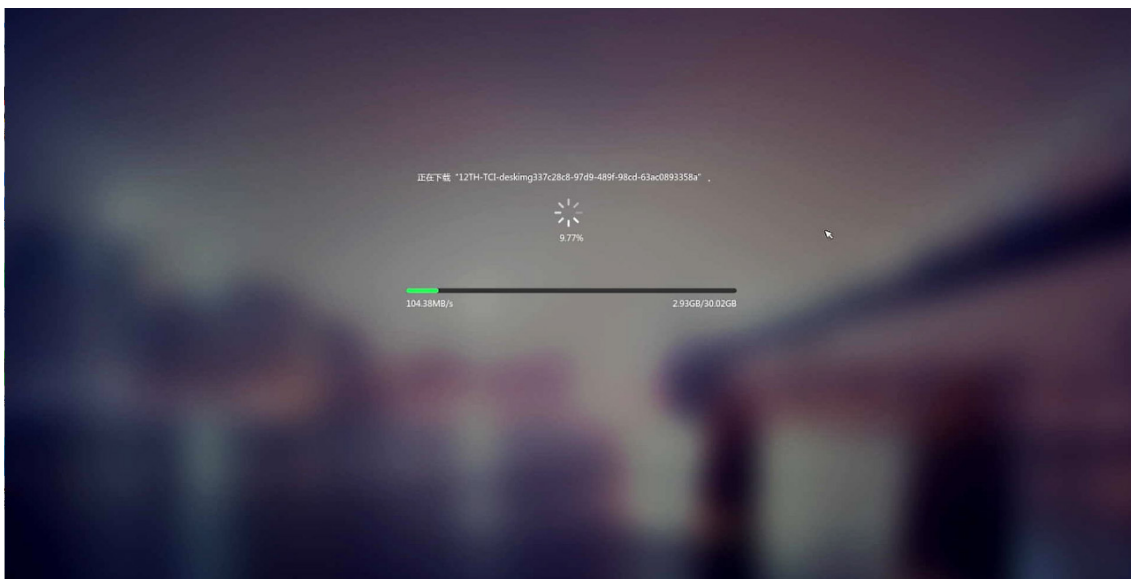 正在下载 "12TH-TCI-deskimg337c28c8-97d9-489f-98cd-63ac0893358a" .
9.77%
104.38MB/s 2.93GB/30.02GB